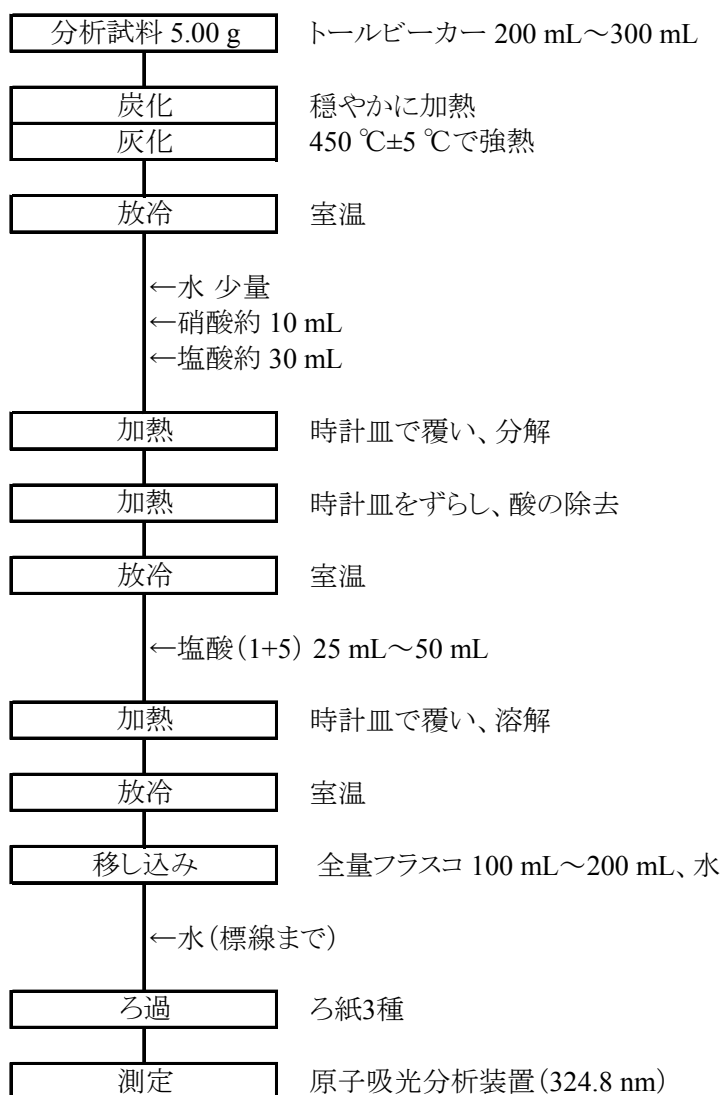 分析試料 5.00 g トールビーカー 200 mL～300 mL
炭化 穏やかに加熱
灰化 450 ℃±5 ℃で強熱
放冷 室温
←水 少量
←硝酸約 10 mL
←塩酸約 30 mL
加熱 時計皿で覆い、分解
加熱 時計皿をずらし、酸の除去
放冷 室温
←塩酸（1+5） 25 mL～50 mL
加熱 時計皿で覆い、溶解
放冷 室温
移し込み 全量フラスコ 100 mL～200 mL、水
←水（標線まで）
ろ過 ろ紙3種
測定 原子吸光分析装置（324.8 nm）